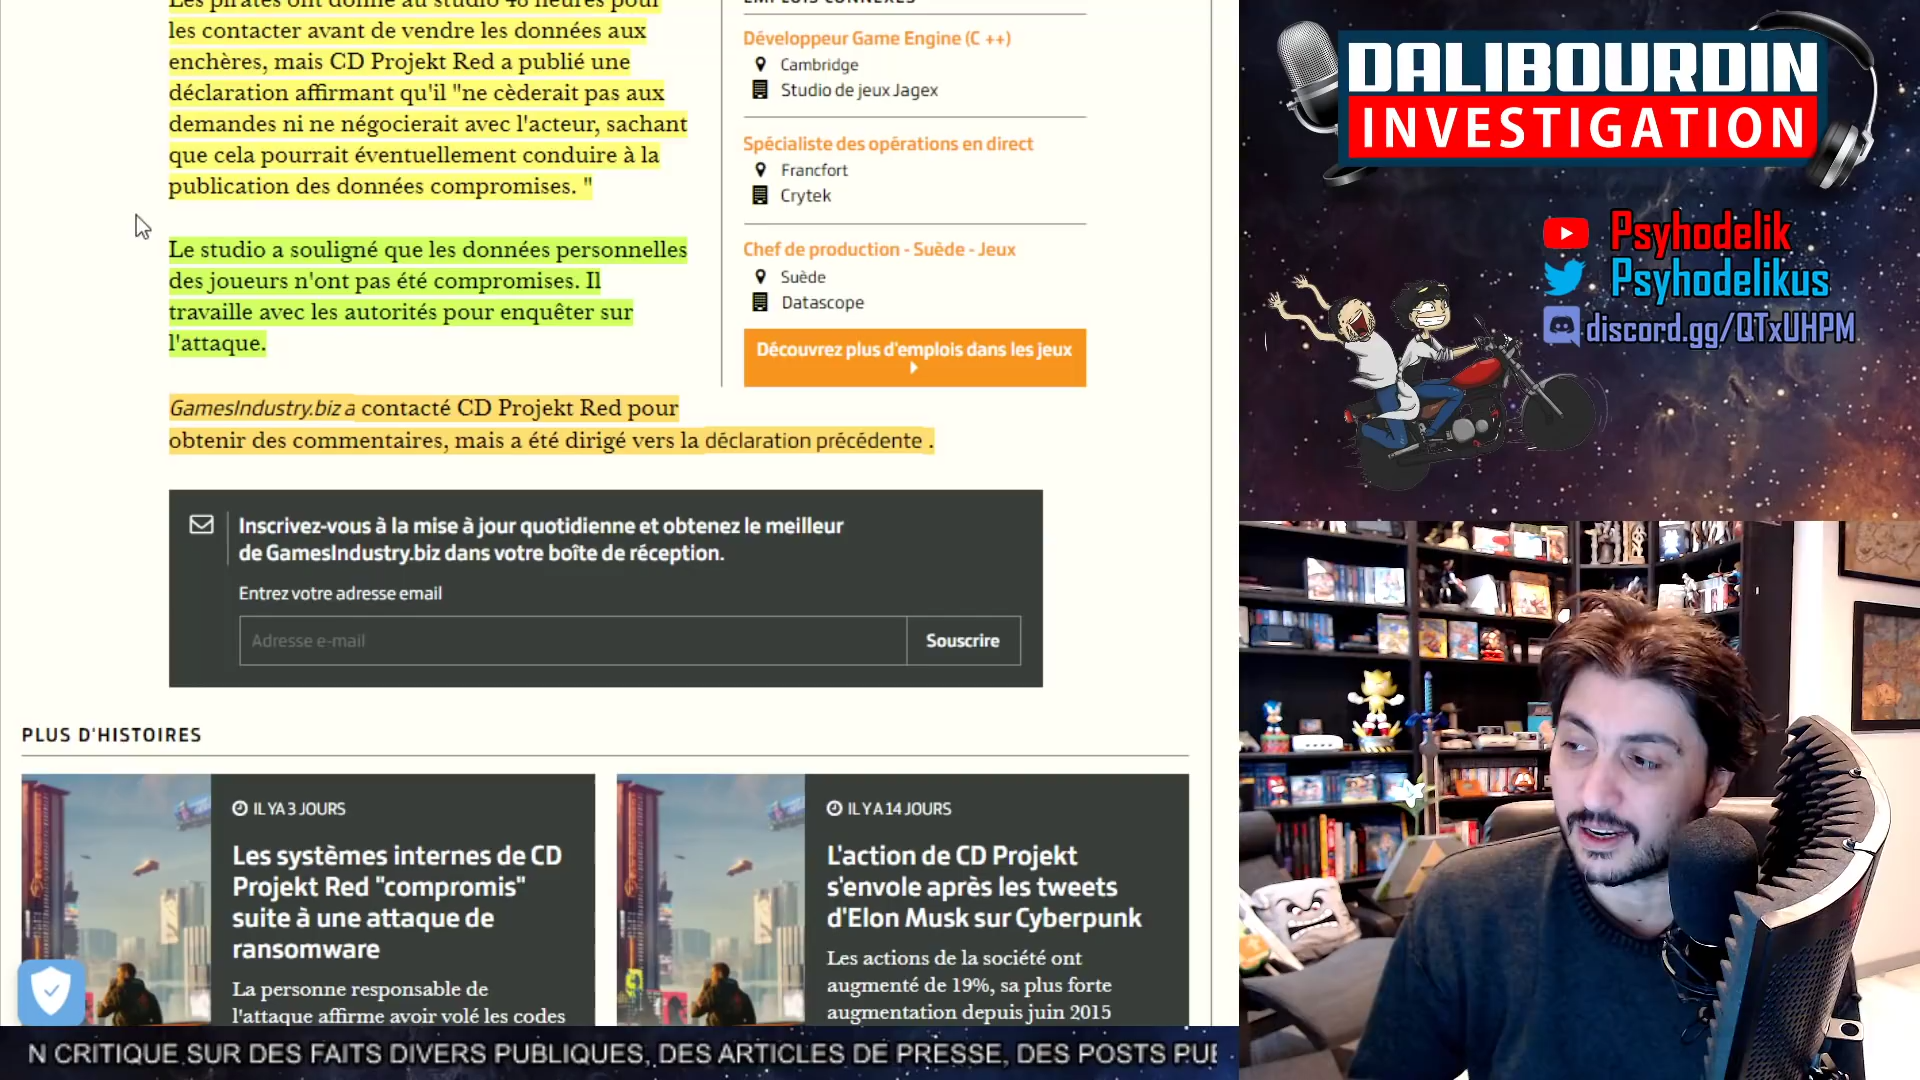 Les pirates ont donné au studio 48 heures pour
les contacter avant de vendre les données aux
enchères, mais CD Projekt Red a publié une
déclaration affirmant qu'il "ne cèderait pas aux
demandes ni ne négocierait avec l'acteur, sachant
que cela pourrait éventuellement conduire à la
publication des données compromises. "
Le studio a souligné que les données personnelles
des joueurs n'ont pas été compromises. Il
travaille avec les autorités pour enquêter sur
l'attaque.
GamesIndustry.biz a contacté CD Projekt Red pour
obtenir des commentaires, mais a été dirigé vers la déclaration précédente .
EMPLOIS CONNEXES
Développeur Game Engine (C ++)
Cambridge
Studio de jeux Jagex
Spécialiste des opérations en direct
Francfort
Crytek
Chef de production - Suède - Jeux
Suède
Datascope
Découvrez plus d'emplois dans les jeux
Inscrivez-vous à la mise à jour quotidienne et obtenez le meilleur
de GamesIndustry.biz dans votre boîte de réception.
Entrez votre adresse email
Adresse e-mail
Souscrire
PLUS D'HISTOIRES
IL Y A 3 JOURS
Les systèmes internes de CD
Projekt Red "compromis"
suite à une attaque de
ransomware
La personne responsable de
l'attaque affirme avoir volé les codes
IL Y A 14 JOURS
L'action de CD Projekt
s'envole après les tweets
d'Elon Musk sur Cyberpunk
Les actions de la société ont
augmenté de 19%, sa plus forte
augmentation depuis juin 2015
N CRITIQUE SUR DES FAITS DIVERS PUBLIQUES, DES ARTICLES DE PRESSE, DES POSTS PUB
DALIBOURDIN
INVESTIGATION
Psyhodelik
Psyhodelikus
discord.gg/QTxUHPM